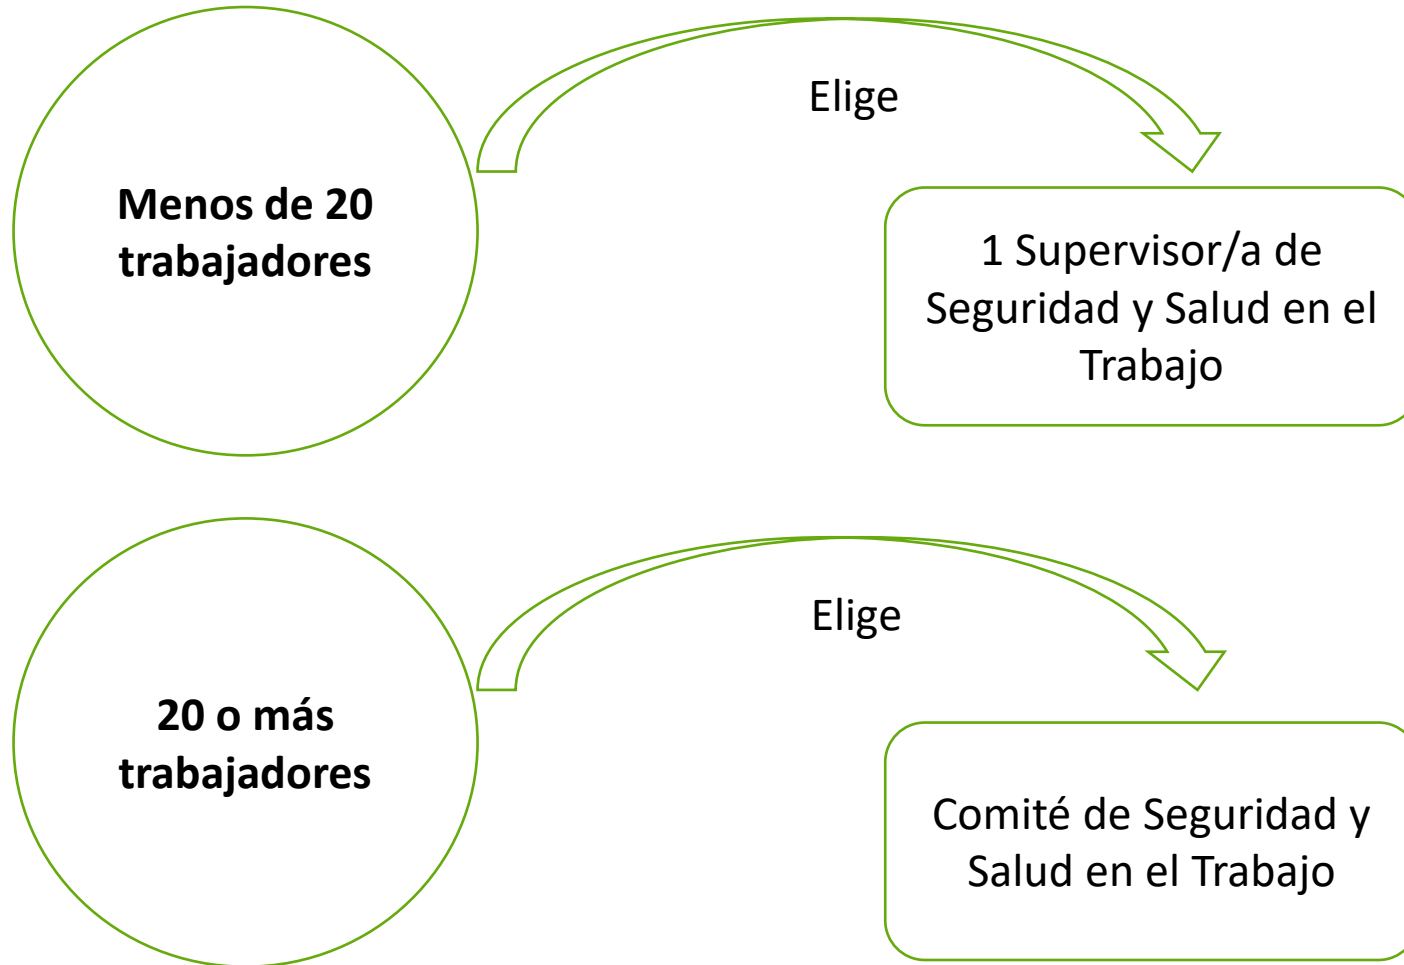 Elige
Menos de 20
trabajadores
1 Supervisor/a de
Seguridad y Salud en el
Trabajo
Elige
20 o más
trabajadores
Comité de Seguridad y
Salud en el Trabajo